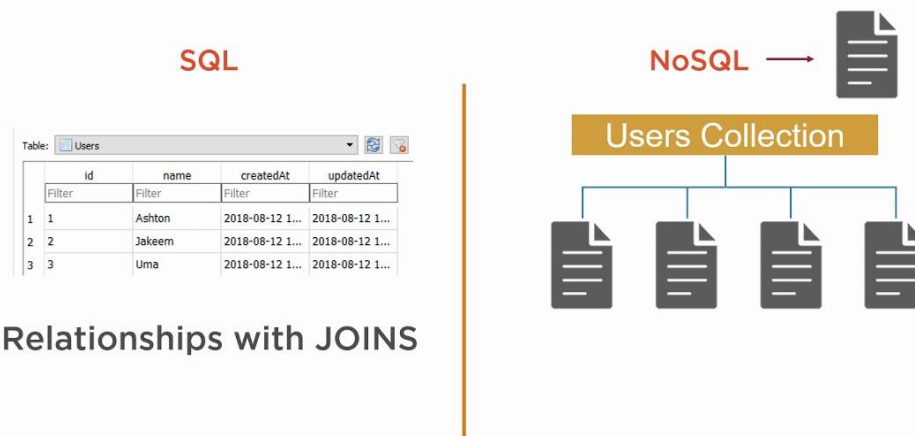 SQL
Table: Users
id name createdAt updatedAt
Filter Filter Filter Filter
1 1 Ashton 2018-08-12 1... 2018-08-12 1...
2 2 Jakeem 2018-08-12 1... 2018-08-12 1...
3 3 Uma 2018-08-12 1... 2018-08-12 1...
Relationships with JOINS
NoSQL
Users Collection